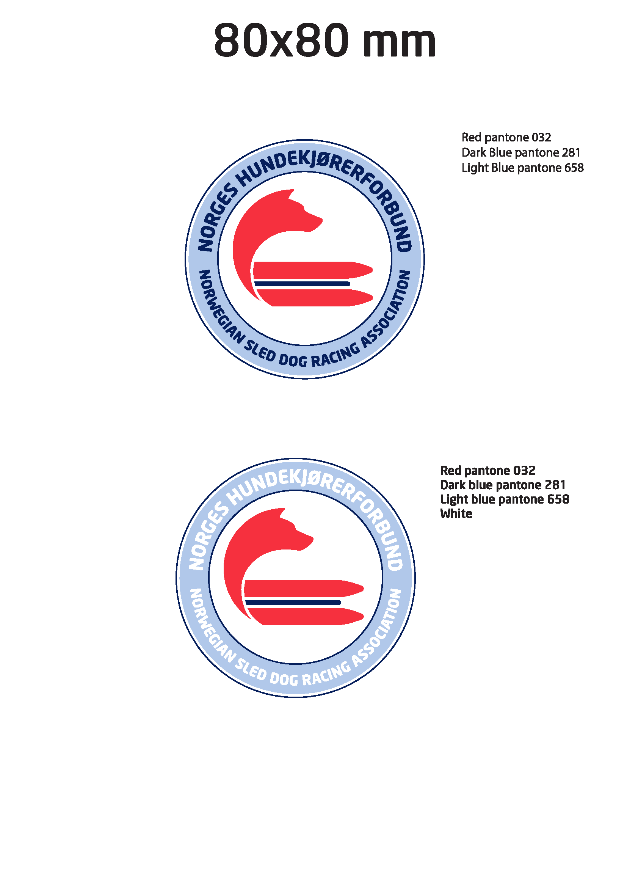 80x80 mm
Red pantone 032
Dark Blue pantone 281
Light Blue pantone 658
NORGES HUNDEKJØRERFORBUND
NORWEGIAN SLED DOG RACING ASSOCIATION
Red pantone 032
Dark blue pantone 281
Light blue pantone 658
White
NORGES HUNDEKJØRERFORBUND
NORWEGIAN SLED DOG RACING ASSOCIATION